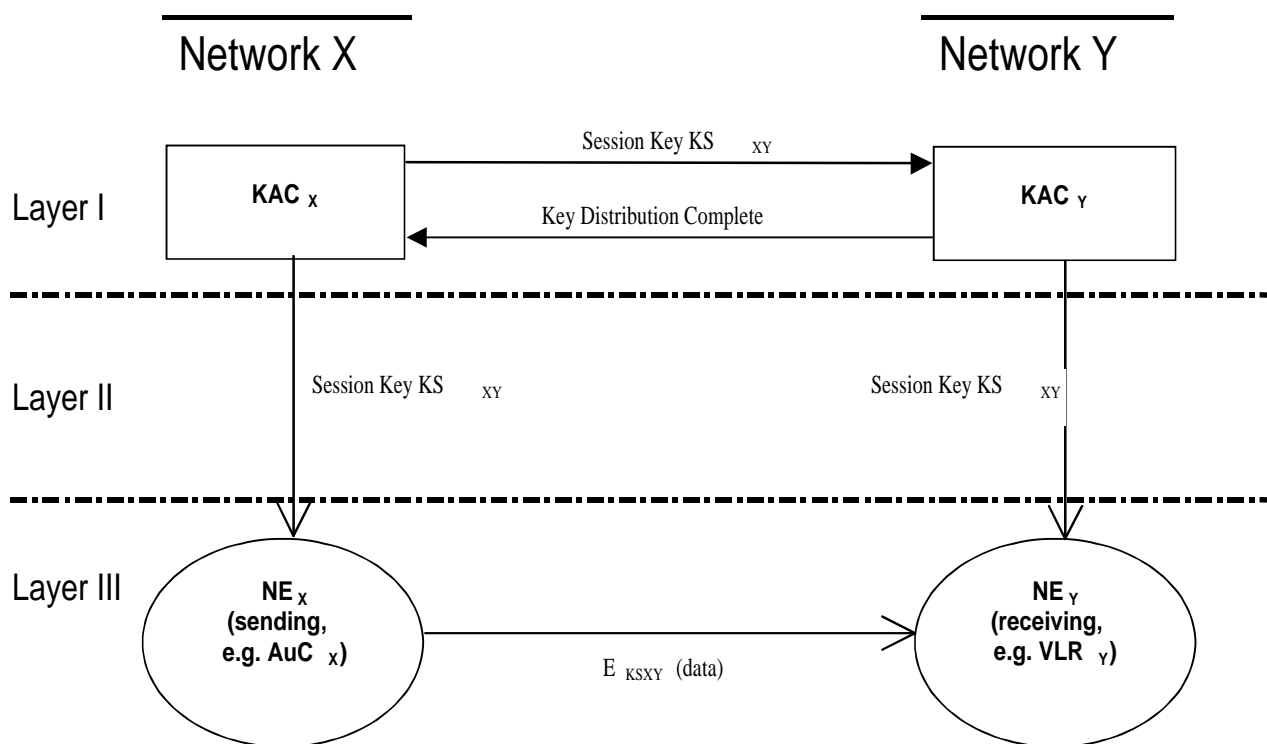 Network X
Network Y
Session Key KS XY
Layer I
KAC X
KAC Y
Key Distribution Complete
Layer II
Session Key KS XY
Session Key KS XY
Layer III
NE X
(sending,
e.g. AuC X)
NE Y
(receiving,
e.g. VLR Y)
E KSXY (data)